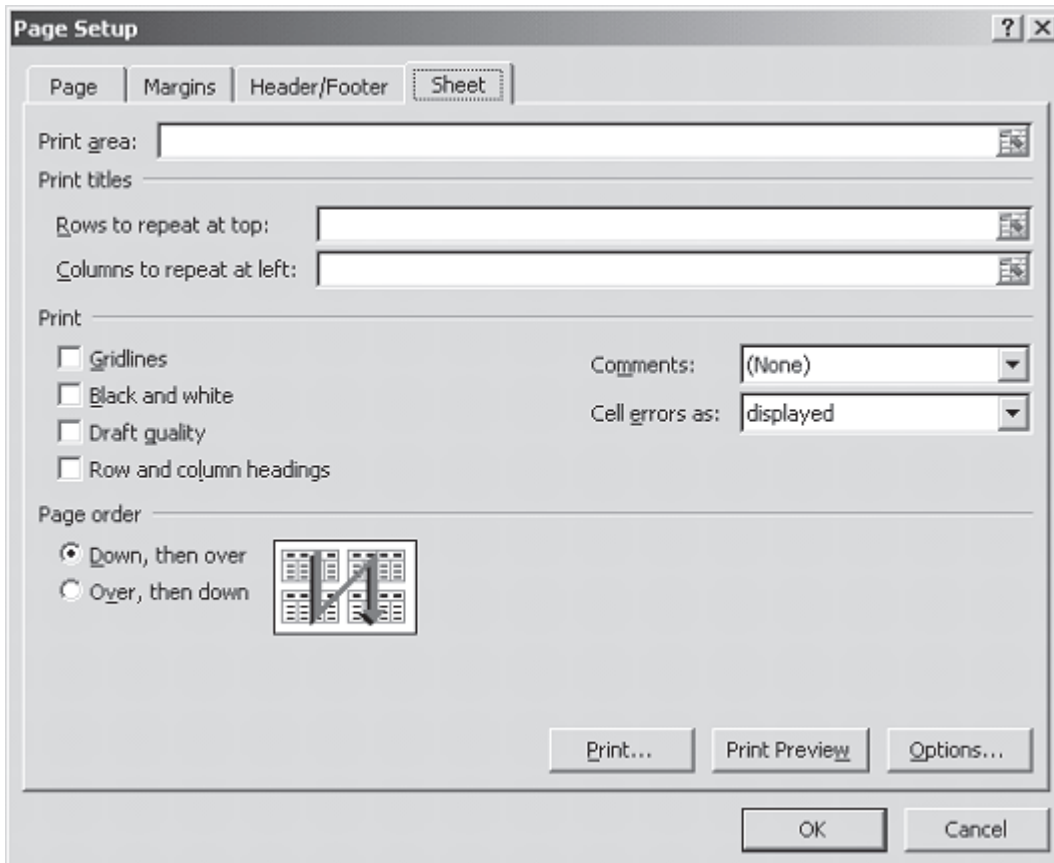 Page Setup
Page Margins Header/Footer Sheet
Print area:
Print titles
Rows to repeat at top:
Columns to repeat at left:
Print
Gridlines
Comments: (None)
Black and white
Cell errors as: displayed
Draft quality
Row and column headings
Page order
Down, then over
Over, then down
Print... Print Preview Options...
OK Cancel